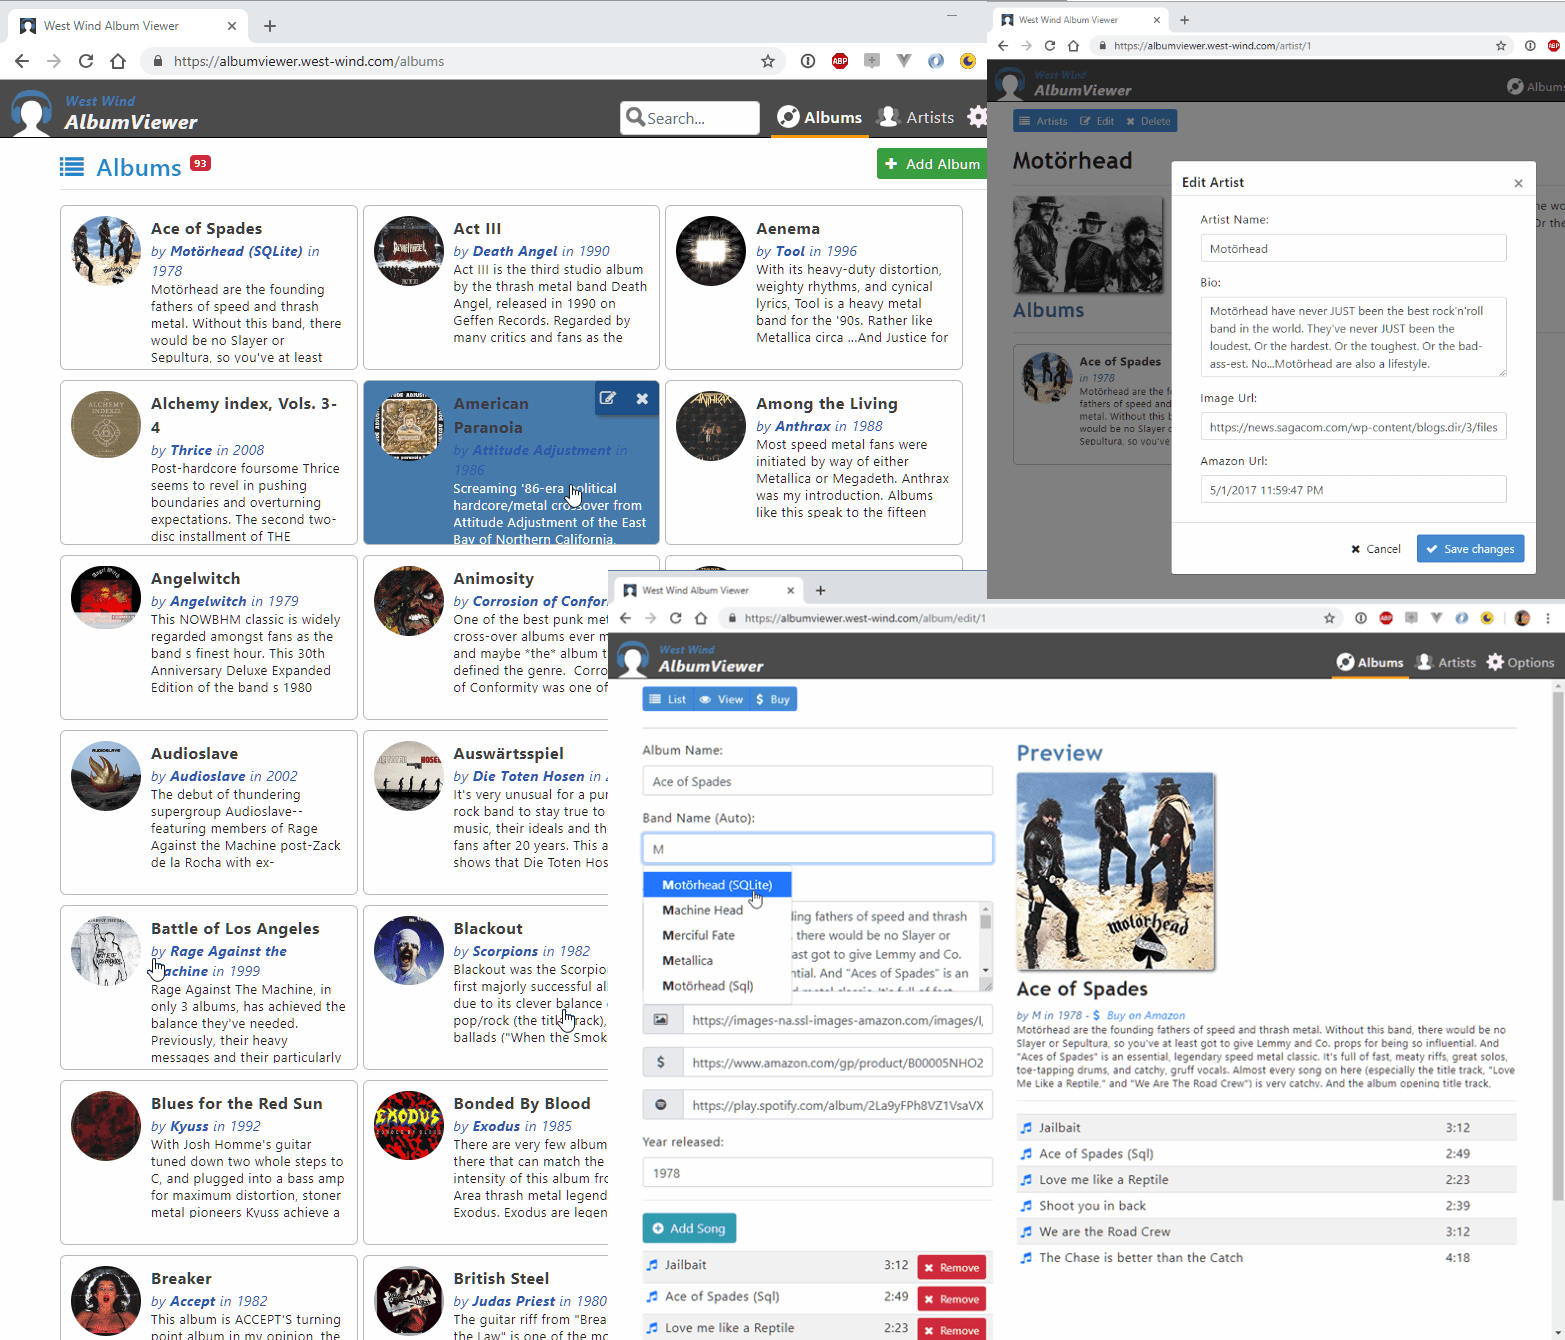 West Wind Album Viewer
https://albumviewer.west-wind.com/albums
ABP
West Wind
AlbumViewer
Search...
Albums
Artists
Albums 93
Add Album
Ace of Spades
by Motörhead (SQLite) in
1978
Motörhead are the founding
fathers of speed and thrash
metal. Without this band, there
would be no Slayer or
Sepultura, so you've at least
Act III
by Death Angel in 1990
Act III is the third studio album
by the thrash metal band Death
Angel, released in 1990 on
Geffen Records. Regarded by
many critics and fans as the
Aenema
by Tool in 1996
With its heavy-duty distortion,
weighty rhythms, and cynical
lyrics, Tool is a heavy metal
band for the '90s. Rather like
Metallica circa ...And Justice for
Alchemy index, Vols. 3-
4
by Thrice in 2008
Post-hardcore foursome Thrice
seems to revel in pushing
boundaries and overturning
expectations. The second two-
disc installment of THE
American
Paranoia
by Attitude Adjustment in
1986
Screaming '86-era political
hardcore/metal crossover from
Attitude Adjustment of the East
Bay of Northern California.
Among the Living
by Anthrax in 1988
Most speed metal fans were
initiated by way of either
Metallica or Megadeth. Anthrax
was my introduction. Albums
like this speak to the fifteen
Angelwitch
by Angelwitch in 1979
This NOWBHM classic is widely
regarded amongst fans as the
band s finest hour. This 30th
Anniversary Deluxe Expanded
Edition of the band s 1980
Animosity
by Corrosion of Confor
One of the best punk met
cross-over albums ever m
and maybe *the* album t
defined the genre. Corro
of Conformity was one of
Audioslave
by Audioslave in 2002
The debut of thundering
supergroup Audioslave--
featuring members of Rage
Against the Machine post-Zack
de la Rocha with ex-
Auswärtsspiel
by Die Toten Hosen in
It's very unusual for a pu
rock band to stay true to
music, their ideals and th
fans after 20 years. This a
shows that Die Toten Hos
Battle of Los Angeles
by Rage Against the
Machine in 1999
Rage Against The Machine, in
only 3 albums, has achieved the
balance they've needed.
Previously, their heavy
messages and their particularly
Blackout
by Scorpions in 1982
Blackout was the Scorpio
first majorly successful all
due to its clever balance
pop/rock (the title track),
ballads ("When the Smok
Blues for the Red Sun
by Kyuss in 1992
With Josh Homme's guitar
tuned down two whole steps to
C, and plugged into a bass amp
for maximum distortion, stoner
metal pioneers Kyuss achieve a
EXODUS
Bonded By Blood
by Exodus in 1985
There are very few album
there that can match the
intensity of this album fro
Area thrash metal legend
Exodus. Exodus are legen
Breaker
by Accept in 1982
This album is ACCEPT'S turning
point album in my opinion, the
British Steel
by Judas Priest in 1980
The guitar riff from "Brea
the Law" is one of the mo
West Wind Album Viewer
https://albumviewer.west-wind.com/artist/1
ABP
West Wind
AlbumViewer
Album
Artists
Edit
Delete
Motörhead
Albums
Ace of Spades
in 1978
Motörhead are the f
fathers of speed and
metal. Without this b
would be no Slayer o
Sepultura, so you've
Edit Artist
Artist Name:
Motörhead
Bio:
Motörhead have never JUST been the best rock'n'roll
band in the world. They've never JUST been the
loudest. Or the hardest. Or the toughest. Or the bad-
ass-est. No...Motörhead are also a lifestyle.
Image Url:
https://news.sagacom.com/wp-content/blogs.dir/3/files
Amazon Url:
5/1/2017 11:59:47 PM
Cancel
Save changes
ne wo
Or the
West Wind Album Viewer
https://albumviewer.west-wind.com/album/edit/1
ABP
West Wind
AlbumViewer
Albums
Artists
Options
List
View
$ Buy
Album Name:
Ace of Spades
Band Name (Auto):
M
Motörhead (SQLite)
Machine Head
Merciful Fate
Metallica
Motörhead (Sql)
ling fathers of speed and thrash
there would be no Slayer or
ast got to give Lemmy and Co.
ntial. And "Aces of Spades" is an
https://images-na.ssl-images-amazon.com/images/I,
$ https://www.amazon.com/gp/product/B00005NHO2
https://play.spotify.com/album/2La9yFPh8VZ1VsaVX
Year released:
1978
Add Song
Jailbait 3:12 Remove
Ace of Spades (Sql) 2:49 Remove
Love me like a Reptile 2:23 Remove
Preview
motörhead
Ace of Spades
by M in 1978 - $ Buy on Amazon
Motörhead are the founding fathers of speed and thrash metal. Without this band, there would be no
Slayer or Sepultura, so you've at least got to give Lemmy and Co. props for being so influential. And
"Aces of Spades" is an essential, legendary speed metal classic. It's full of fast, meaty riffs, great solos,
toe-tapping drums, and catchy, gruff vocals. Almost every song on here (especially the title track, "Love
Me Like a Reptile," and "We Are The Road Crew") is very catchy. And the album opening title track,
Jailbait 3:12
Ace of Spades (Sql) 2:49
Love me like a Reptile 2:23
Shoot you in back 2:39
We are the Road Crew 3:12
The Chase is better than the Catch 4:18